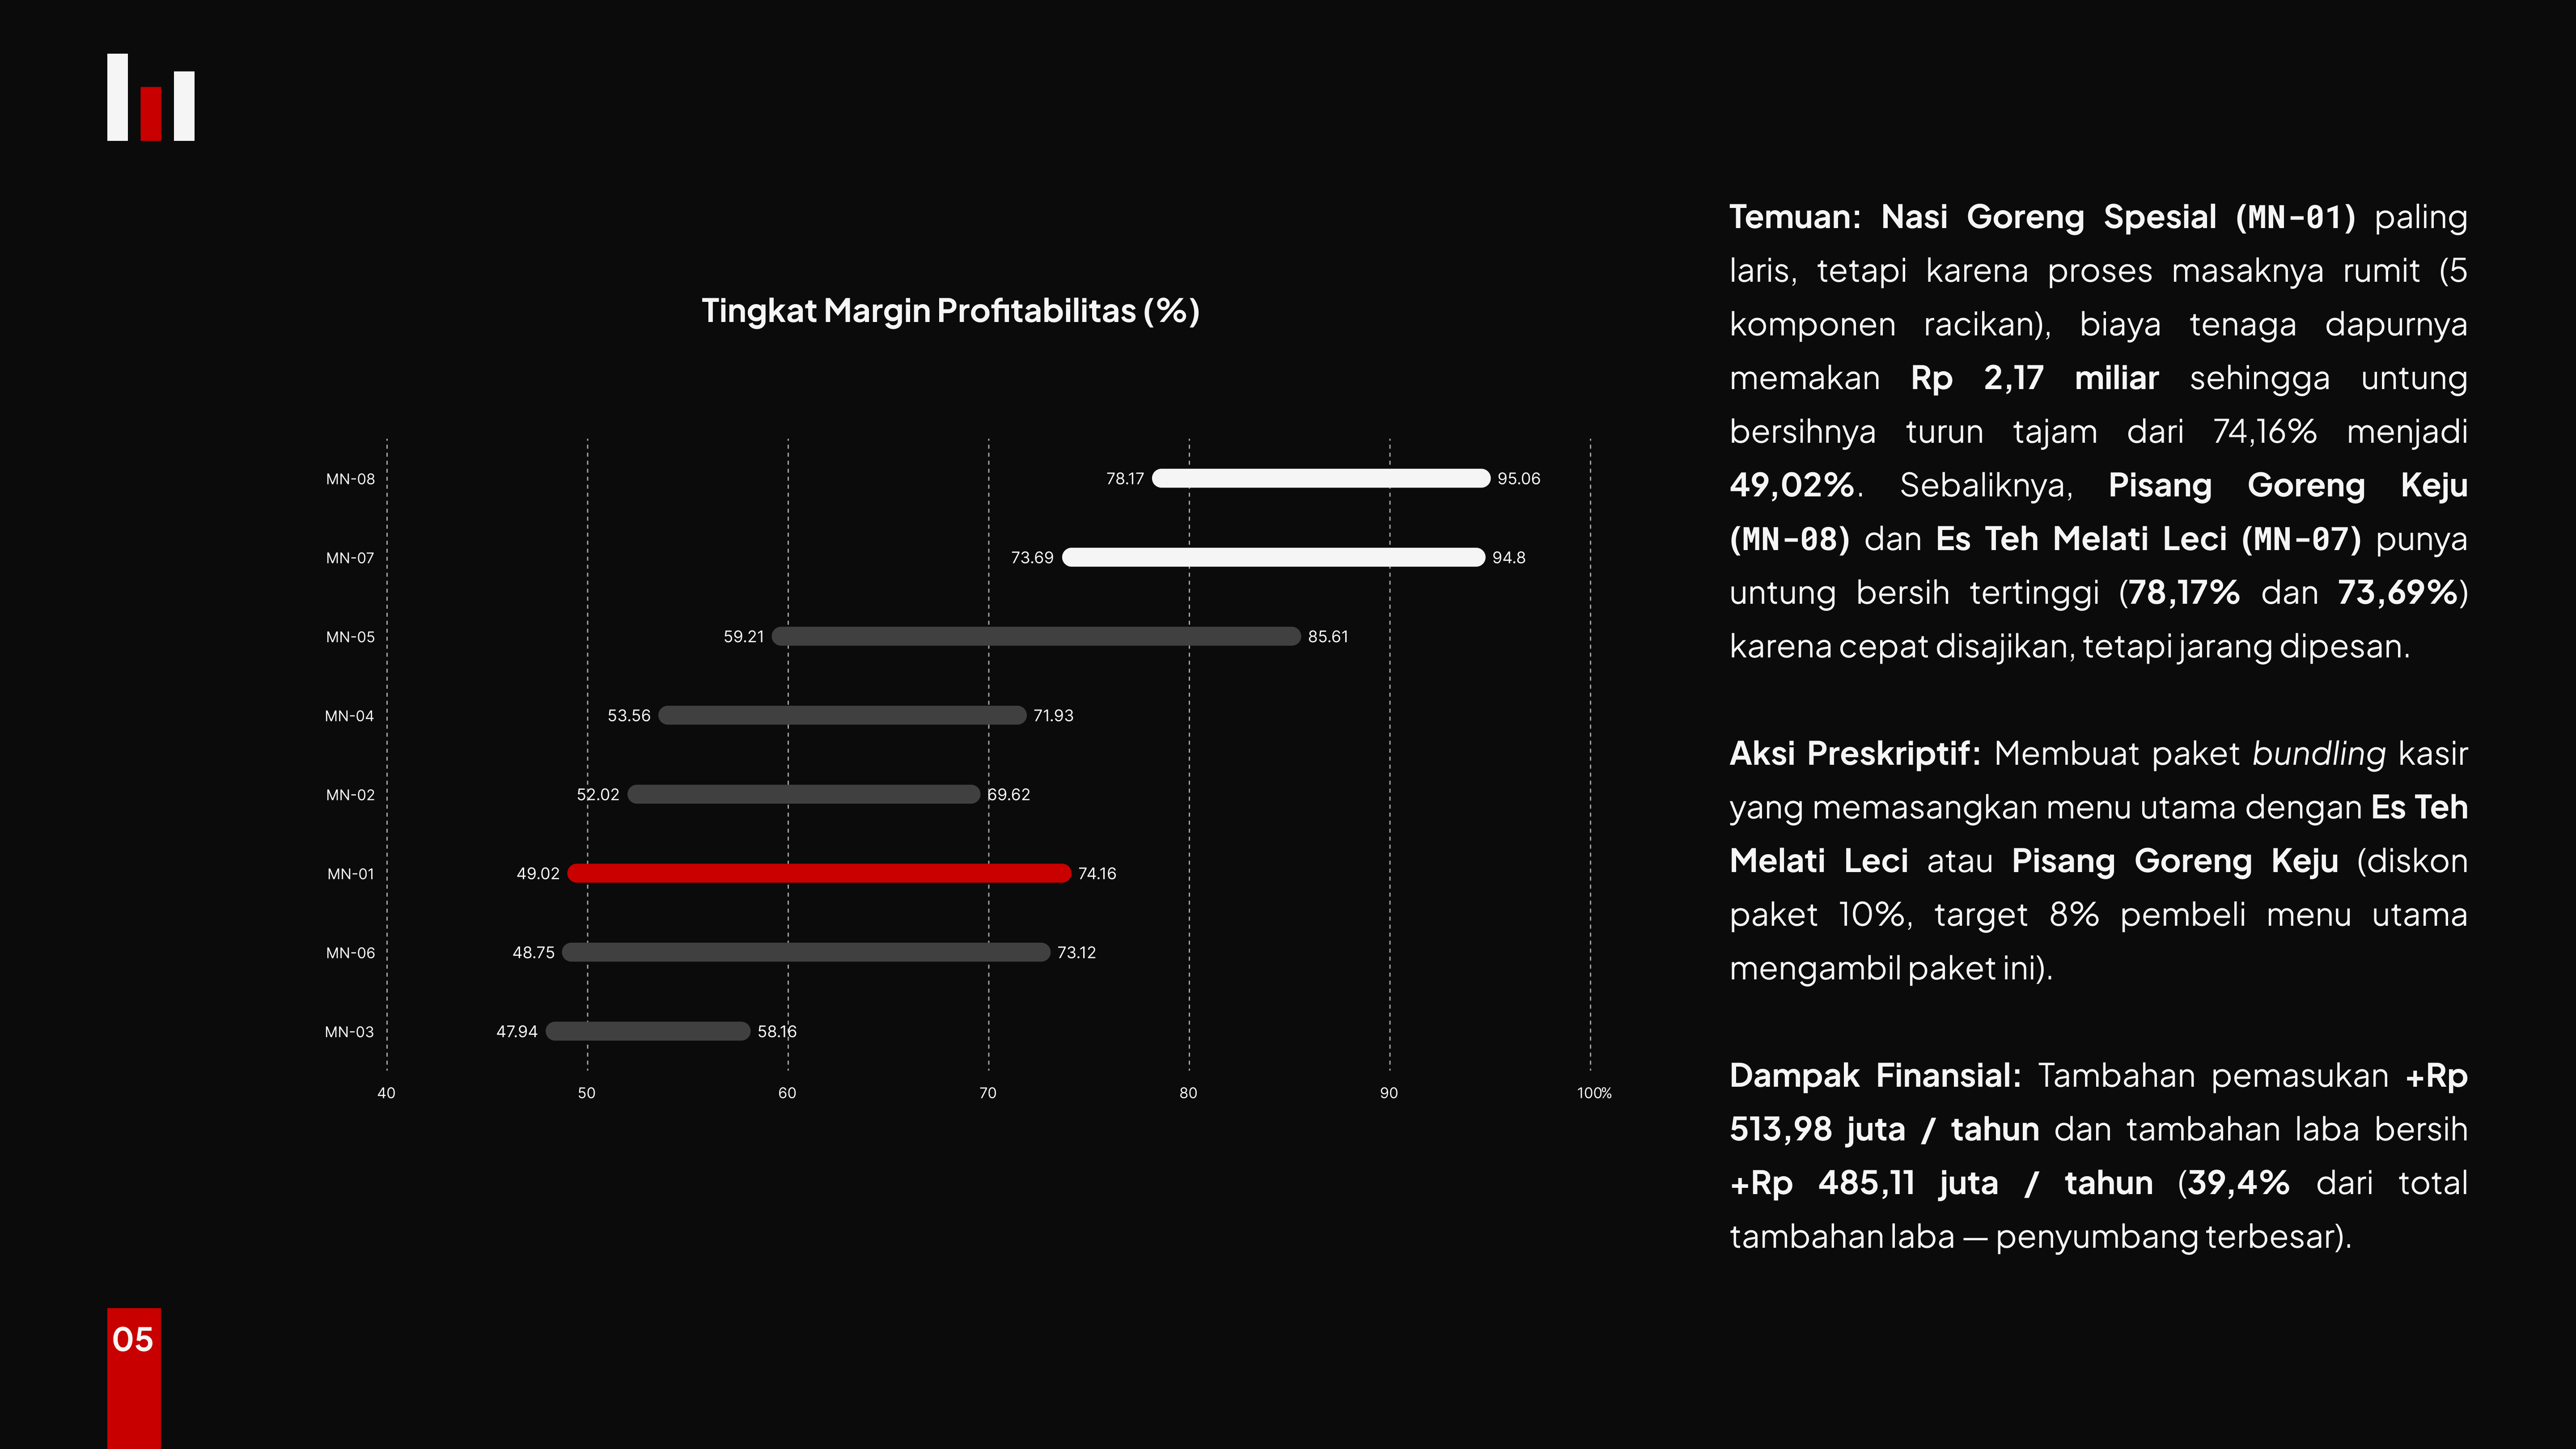 Tingkat Margin Profitabilitas (%)
MN-08 78.17 95.06
MN-07 73.69 94.8
MN-05 59.21 85.61
MN-04 53.56 71.93
MN-02 52.02 69.62
MN-01 49.02 74.16
MN-06 48.75 73.12
MN-03 47.94 58.16
40 50 60 70 80 90 100%
Temuan: Nasi Goreng Spesial (MN-01) paling
laris, tetapi karena proses masaknya rumit (5
komponen racikan), biaya tenaga dapurnya
memakan Rp 2,17 miliar sehingga untung
bersihnya turun tajam dari 74,16% menjadi
49,02%. Sebaliknya, Pisang Goreng Keju
(MN-08) dan Es Teh Melati Leci (MN-07) punya
untung bersih tertinggi (78,17% dan 73,69%)
karena cepat disajikan, tetapi jarang dipesan.
Aksi Preskriptif: Membuat paket bundling kasir
yang memasangkan menu utama dengan Es Teh
Melati Leci atau Pisang Goreng Keju (diskon
paket 10%, target 8% pembeli menu utama
mengambil paket ini).
Dampak Finansial: Tambahan pemasukan +Rp
513,98 juta / tahun dan tambahan laba bersih
+Rp 485,11 juta / tahun (39,4% dari total
tambahan laba — penyumbang terbesar).
05